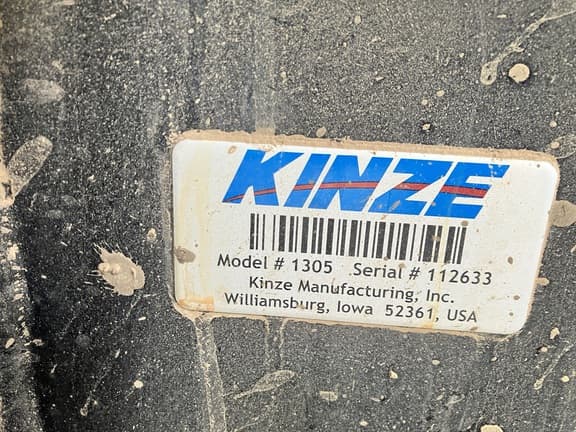 KINZE
Model # 1305 Serial # 112633
Kinze Manufacturing, Inc.
Williamsburg, Iowa 52361, USA